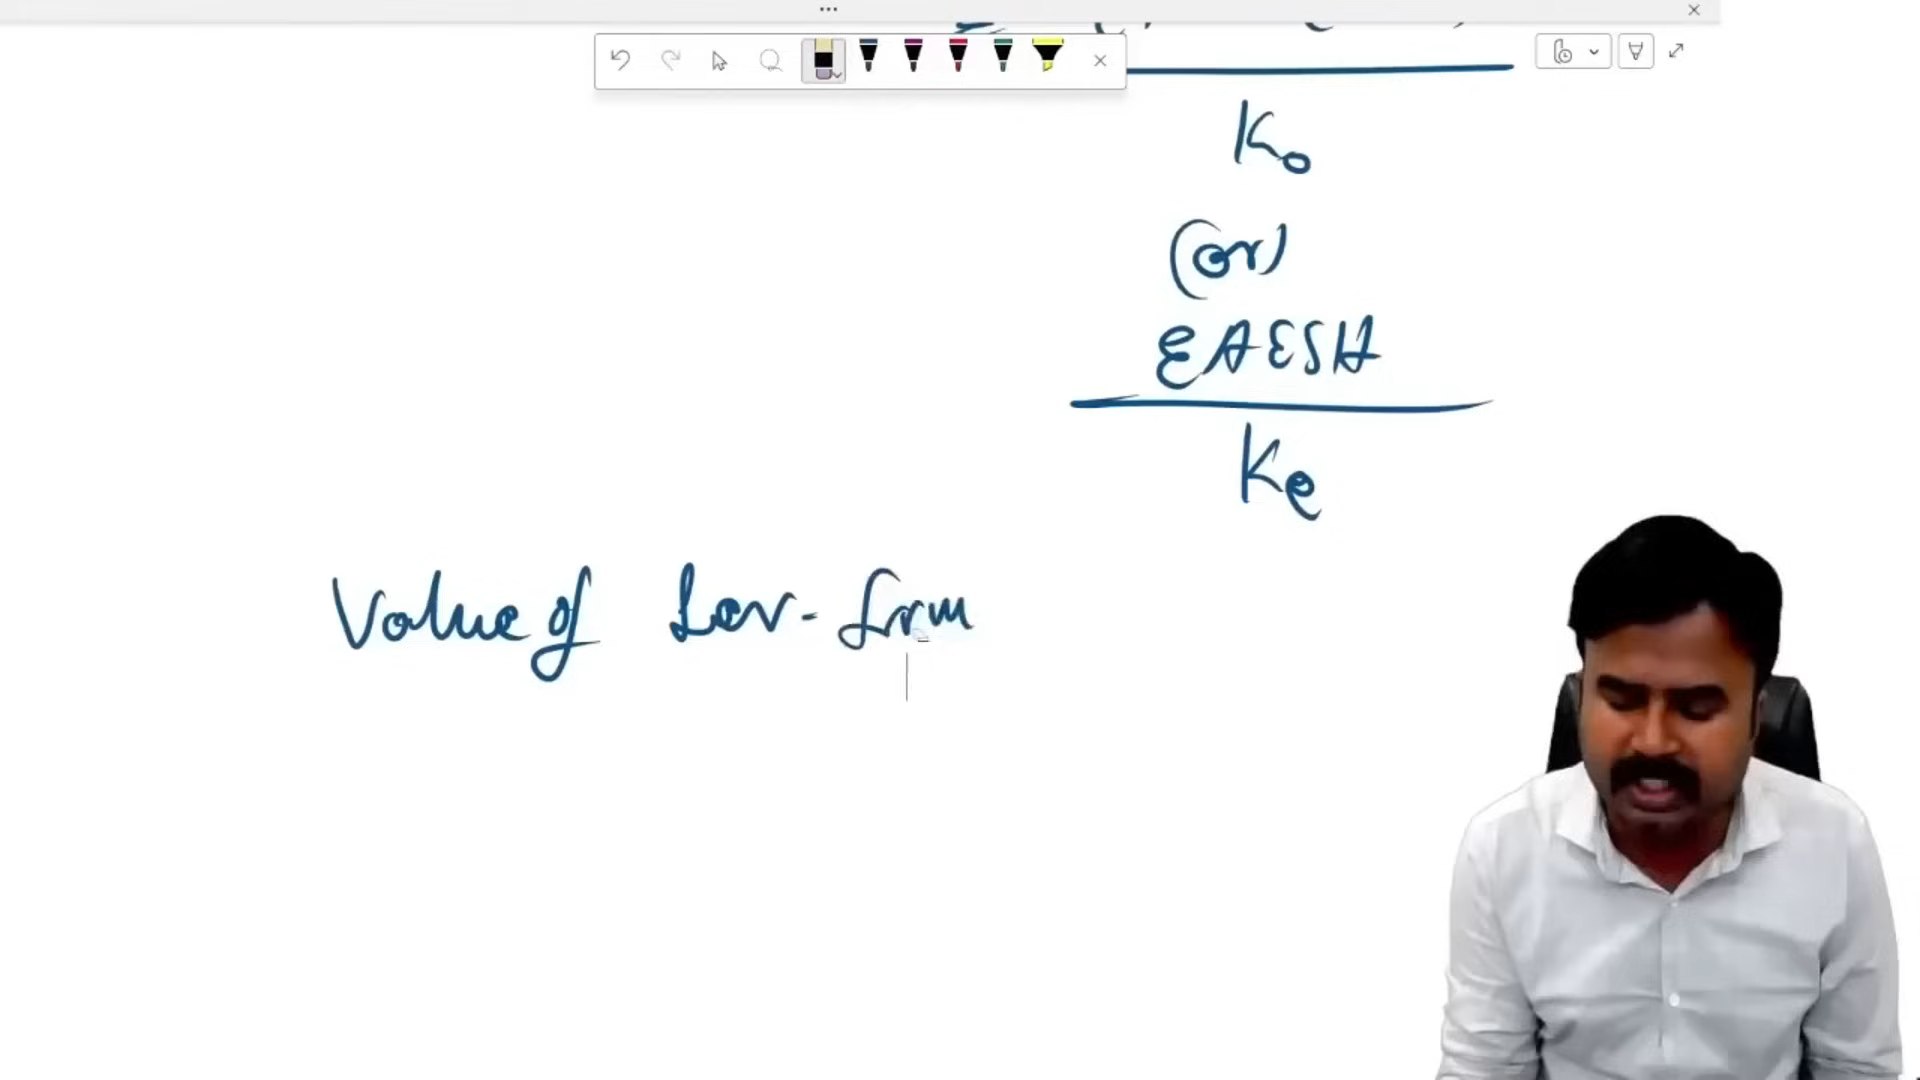 Ko
(or)
EAESH
Ke
Value of Lev. firm